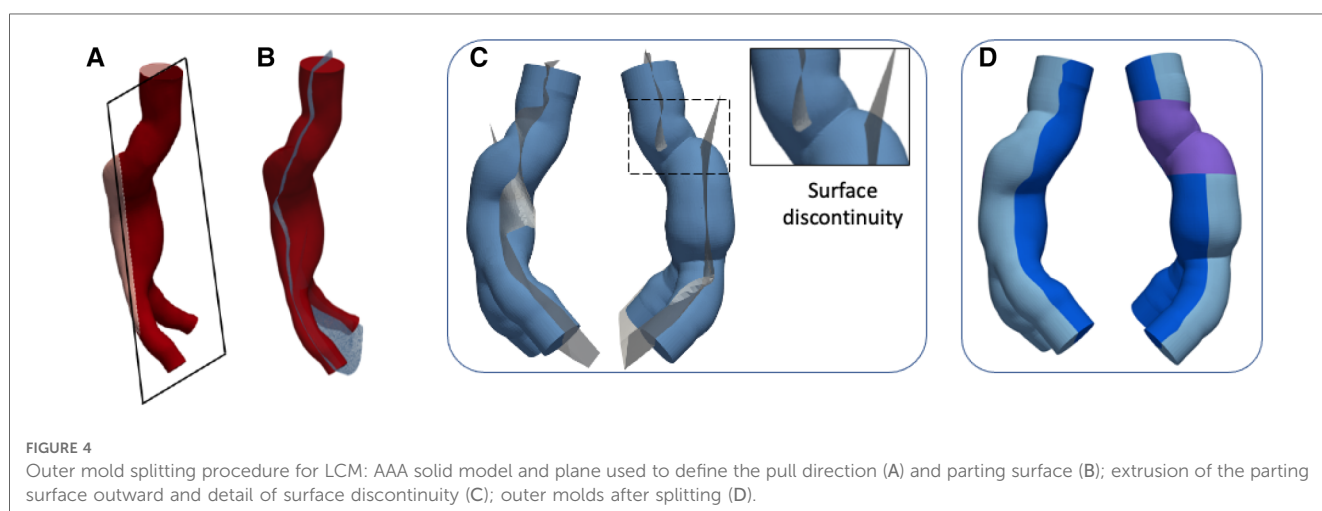 A
B
C
D
Surface
discontinuity
FIGURE 4
Outer mold splitting procedure for LCM: AAA solid model and plane used to define the pull direction (A) and parting surface (B); extrusion of the parting
surface outward and detail of surface discontinuity (C); outer molds after splitting (D).